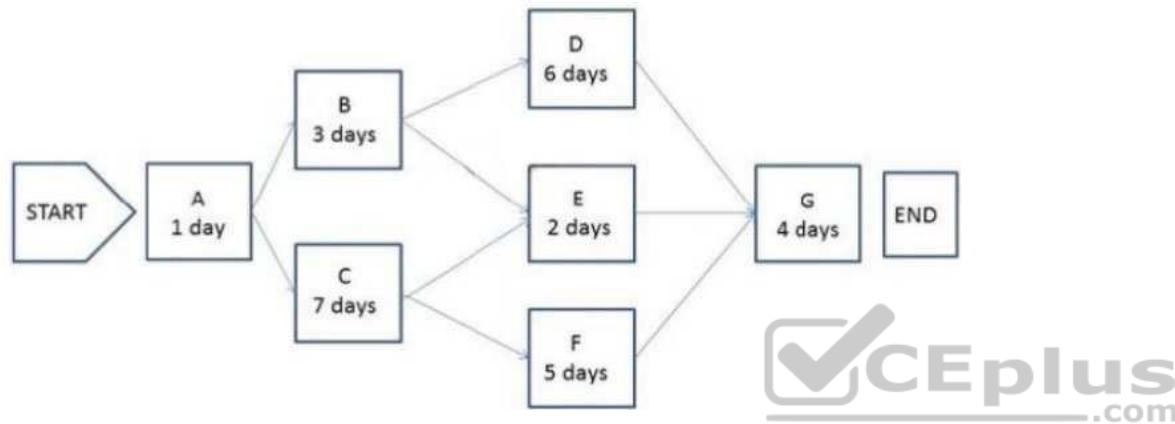 START
A
1 day
B
3 days
C
7 days
D
6 days
E
2 days
F
5 days
G
4 days
END
CEplus
.com